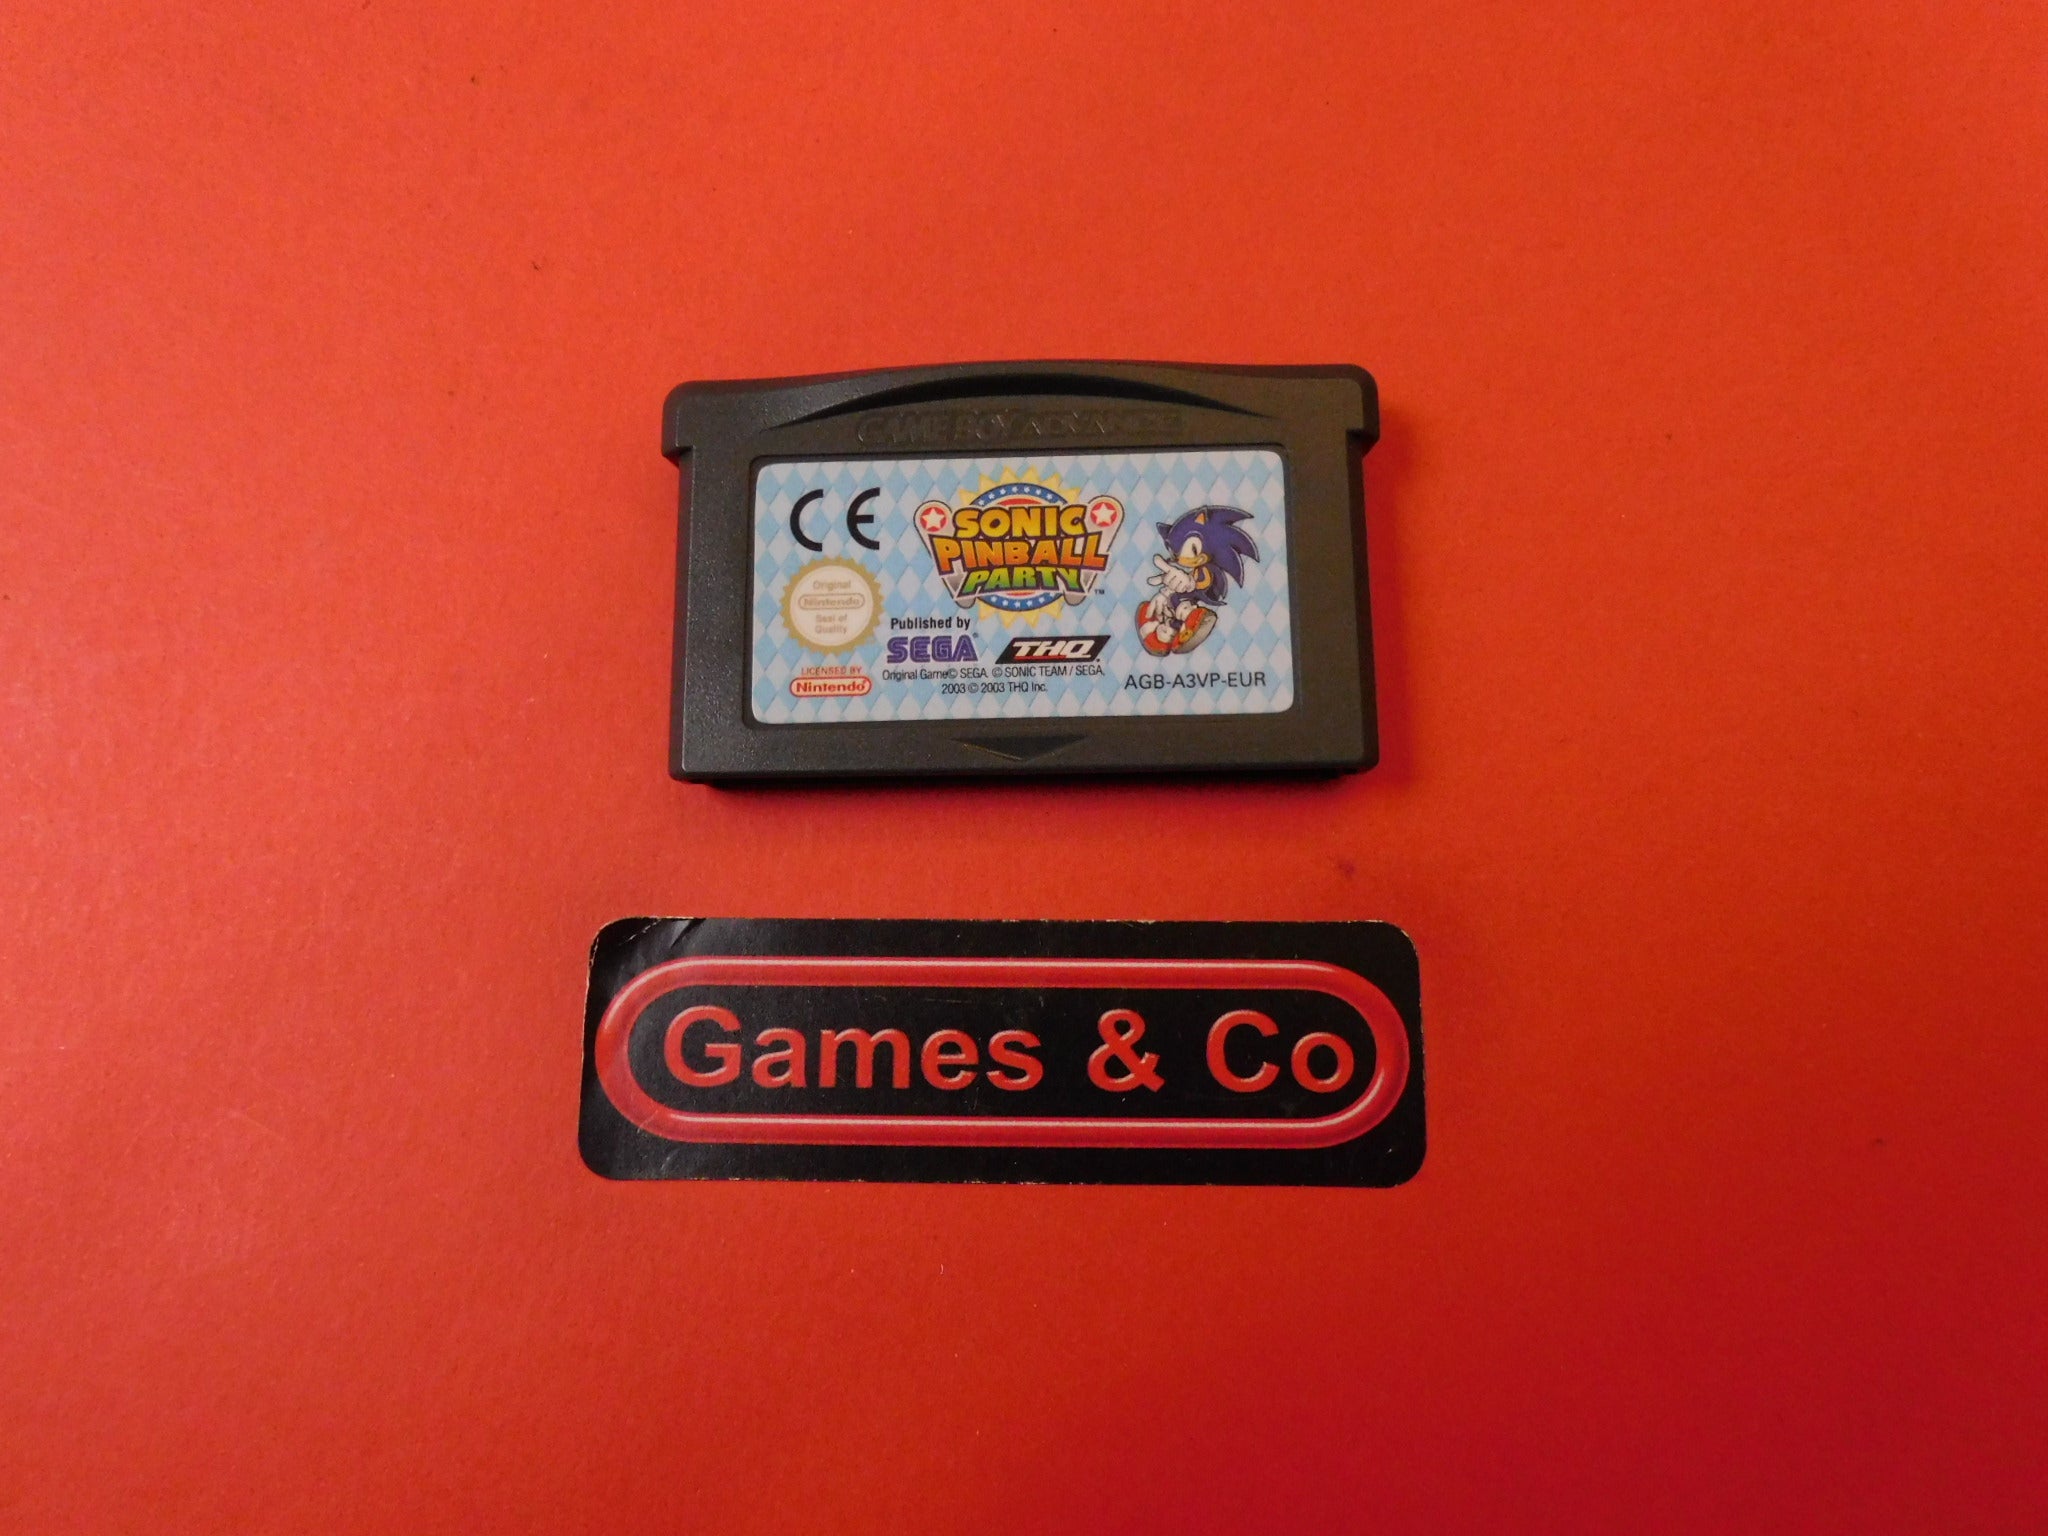 GAME BOY ADVANCE
CE
SONIC
PINBALL
PARTY™
Original
Nintendo
Seal of
Quality
Published by
SEGA®
THQ®
LICENSED BY
Nintendo®
Original Game© SEGA. © SONIC TEAM / SEGA,
2003 © 2003 THQ Inc.
AGB-A3VP-EUR
Games & Co